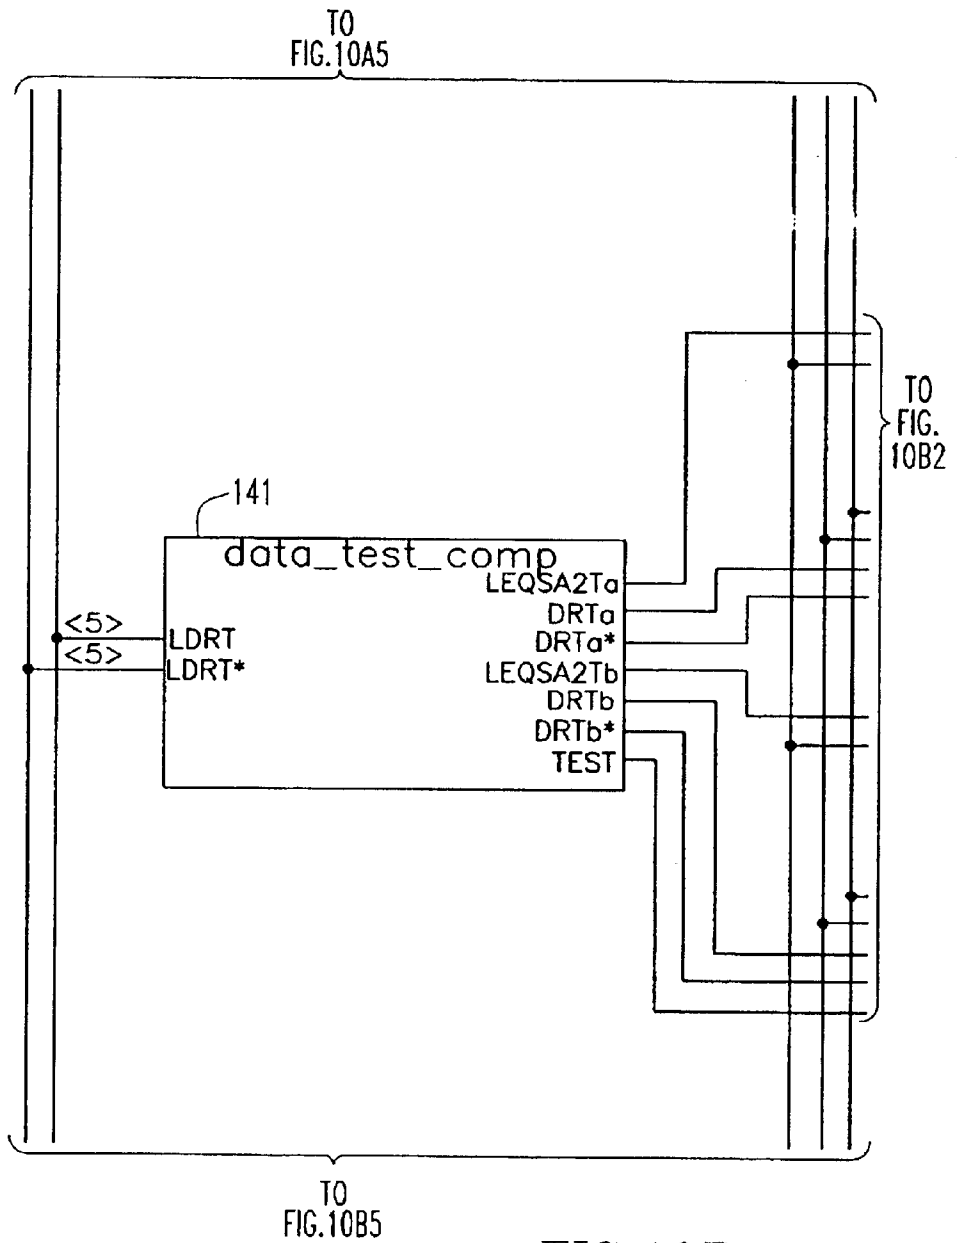 TO
FIG.10A5
TO
FIG.
10B2
141
data_test_comp
LEQSA2Ta
DRTa
<5>
LDRT
DRTa*
<5>
LDRT*
LEQSA2Tb
DRTb
DRTb*
TEST
TO
FIG.10B5